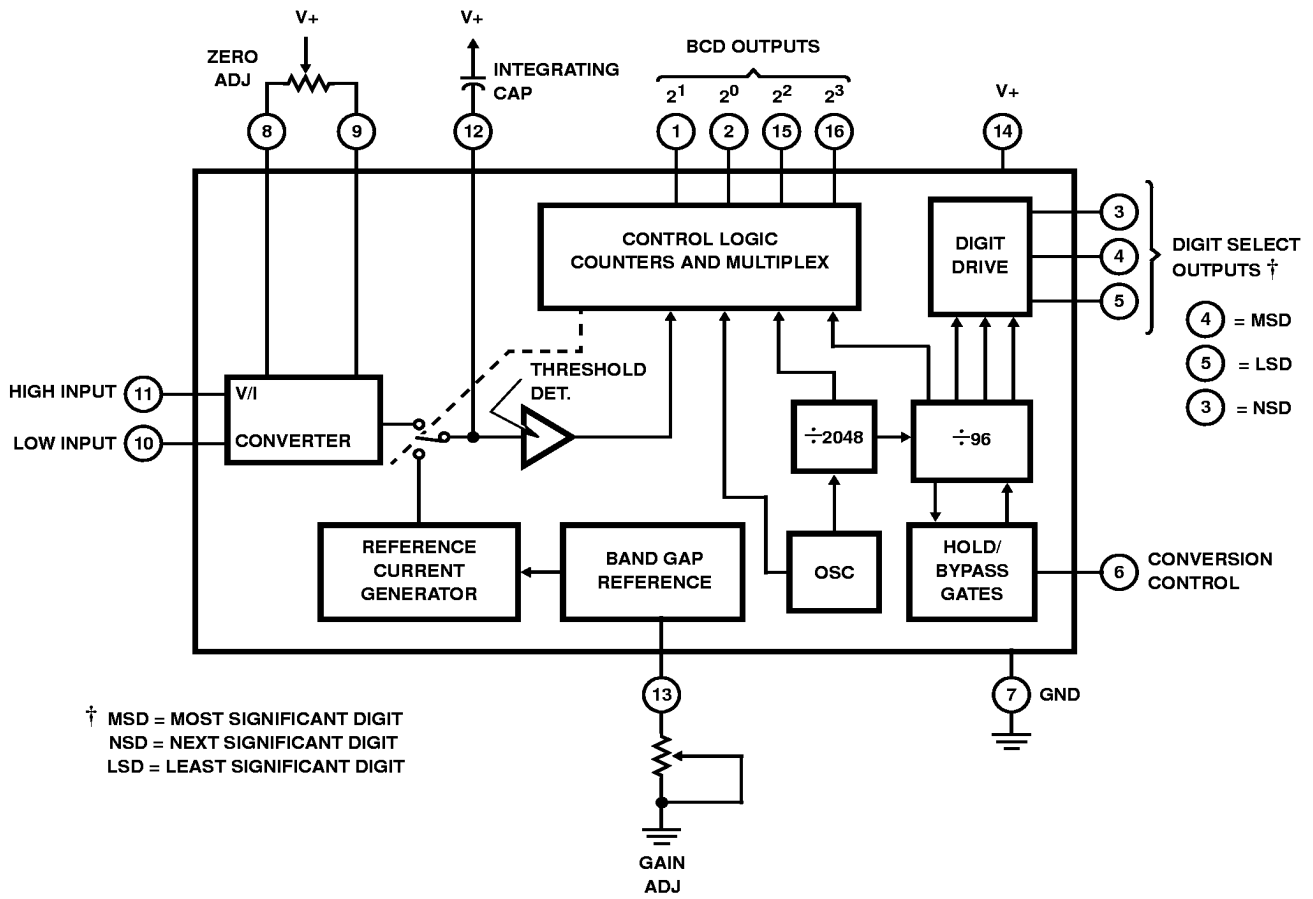 V+
V+
ZERO
ADJ
INTEGRATING
CAP
BCD OUTPUTS
2¹
2⁰
2²
2³
V+
8
9
12
1
2
15
16
14
CONTROL LOGIC
COUNTERS AND MULTIPLEX
DIGIT
DRIVE
3
4
5
DIGIT SELECT
OUTPUTS †
4 = MSD
5 = LSD
3 = NSD
THRESHOLD
DET.
HIGH INPUT 11
LOW INPUT 10
V/I
CONVERTER
÷2048
÷96
REFERENCE
CURRENT
GENERATOR
BAND GAP
REFERENCE
OSC
HOLD/
BYPASS
GATES
6
CONVERSION
CONTROL
13
7 GND
† MSD = MOST SIGNIFICANT DIGIT
NSD = NEXT SIGNIFICANT DIGIT
LSD = LEAST SIGNIFICANT DIGIT
GAIN
ADJ